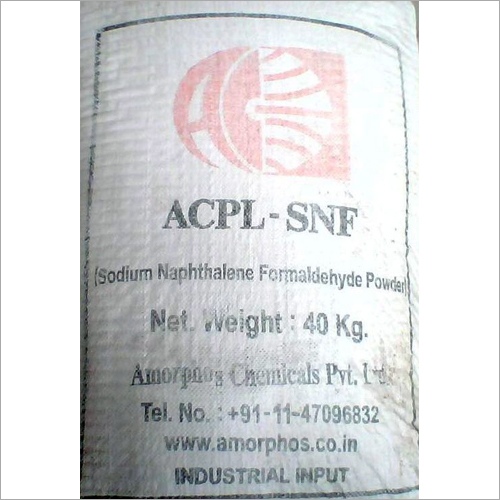 ACPL-SNF
(Sodium Naphthalene Formaldehyde Powder)
Net. Weight : 40 Kg.
Amorphos Chemicals Pvt. Ltd.
Tel. No. : +91-11-47096832
www.amorphos.co.in
INDUSTRIAL INPUT